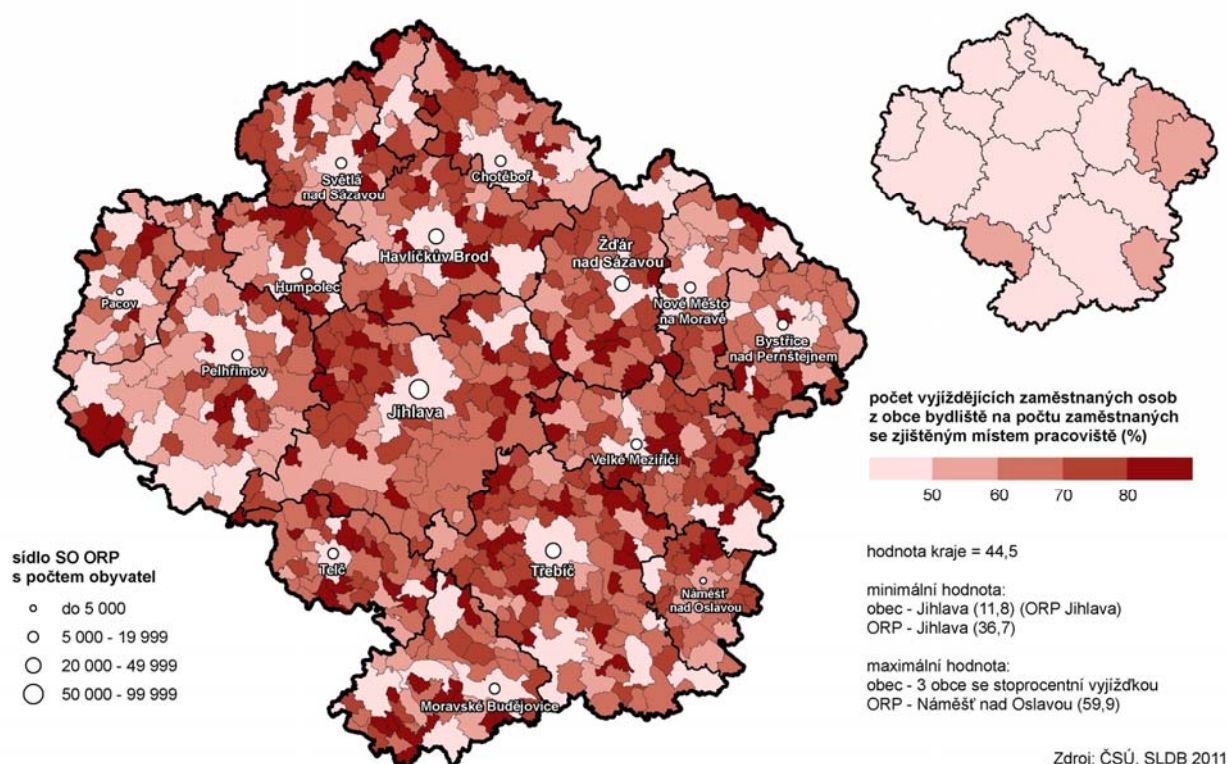 Světlá
nad Sázavou
Chotěboř
Havlíčkův Brod
Žďár
nad Sázavou
Pacov
Humpolec
Nové Město
na Moravě
Bystřice
nad Pernštejnem
Pelhřimov
Jihlava
Velké Meziříčí
Telč
Třebíč
Náměšť
nad Oslavou
Moravské Budějovice
sídlo SO ORP
s počtem obyvatel
do 5 000
5 000 - 19 999
20 000 - 49 999
50 000 - 99 999
počet vyjíždějících zaměstnaných osob
z obce bydliště na počtu zaměstnaných
se zjištěným místem pracoviště (%)
50 60 70 80
hodnota kraje = 44,5
minimální hodnota:
obec - Jihlava (11,8) (ORP Jihlava)
ORP - Jihlava (36,7)
maximální hodnota:
obec - 3 obce se stoprocentní vyjížďkou
ORP - Náměšť nad Oslavou (59,9)
Zdroj: ČSÚ, SLDB 2011